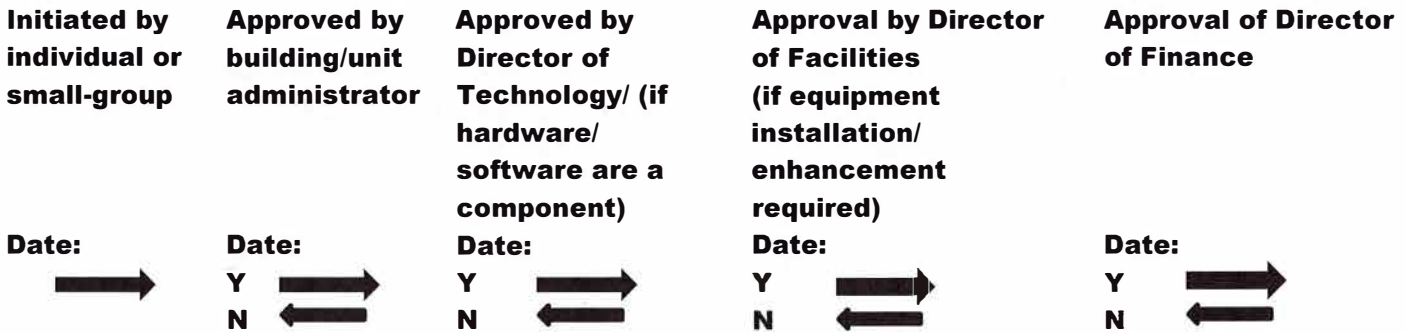 Initiated by
individual or
small-group
Date:
Approved by
building/unit
administrator
Date:
Y
N
Approved by
Director of
Technology/ (if
hardware/
software are a
component)
Date:
Y
N
Approval by Director
of Facilities
(if equipment
installation/
enhancement
required)
Date:
Y
N
Approval of Director
of Finance
Date:
Y
N